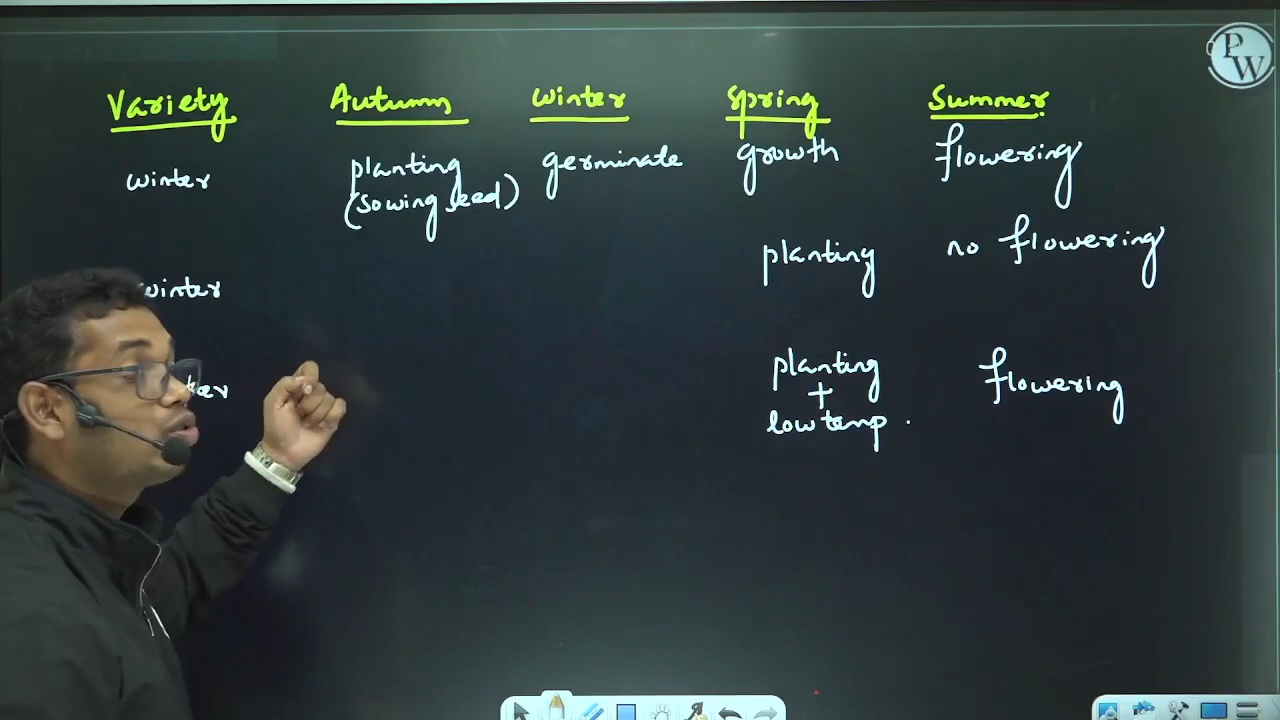 PW
Variety Autumn winter Spring Summer.
winter planting germinate growth flowering
(sowing seed)
winter planting no flowering
planting flowering
+
low temp.